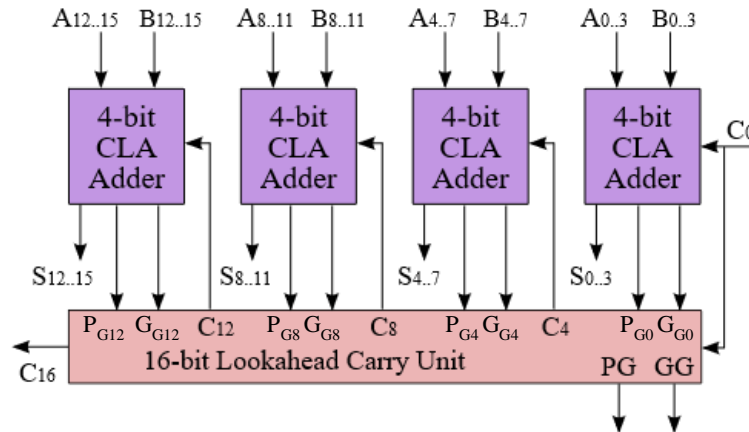 A12..15 B12..15 A8..11 B8..11 A4..7 B4..7 A0..3 B0..3
4-bit CLA Adder
4-bit CLA Adder
4-bit CLA Adder
4-bit CLA Adder
C0
S12..15 S8..11 S4..7 S0..3
PG12 GG12 C12 PG8 GG8 C8 PG4 GG4 C4 PG0 GG0
16-bit Lookahead Carry Unit PG GG
C16